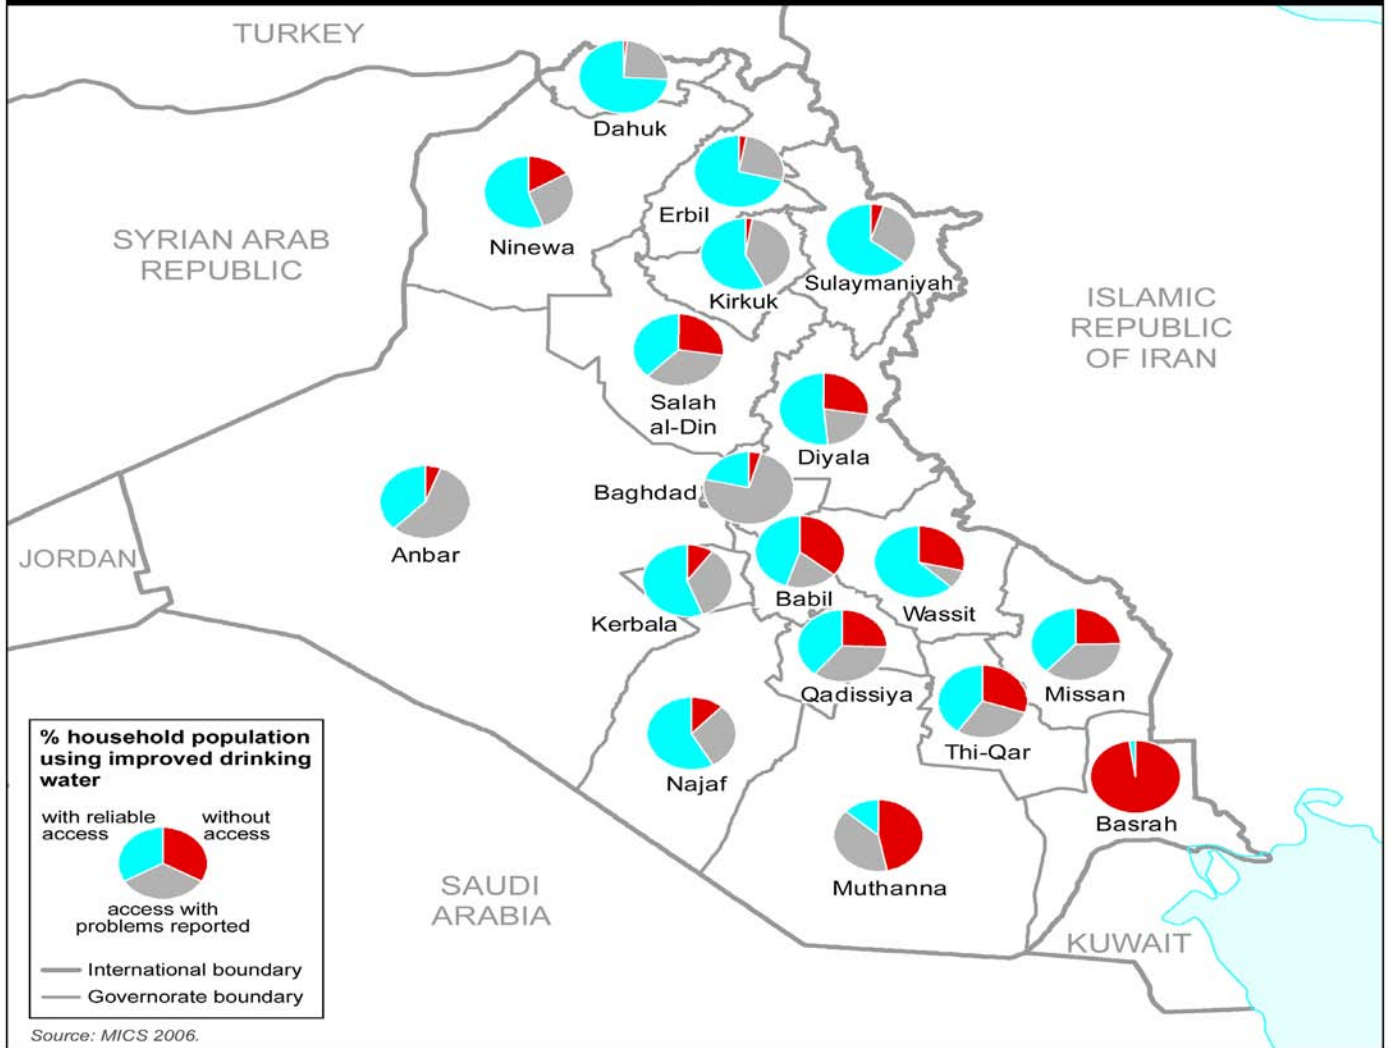 TURKEY
Dahuk
SYRIAN ARAB
REPUBLIC
Ninewa
Erbil
Kirkuk
Sulaymaniyah
ISLAMIC
REPUBLIC
OF IRAN
Salah
al-Din
Diyala
Baghdad
Anbar
JORDAN
Kerbala
Babil
Wassit
Qadissiya
Missan
Thi-Qar
Najaf
Basrah
Muthanna
SAUDI
ARABIA
KUWAIT
% household population
using improved drinking
water
with reliable
access
without
access
access with
problems reported
International boundary
Governorate boundary
Source: MICS 2006.